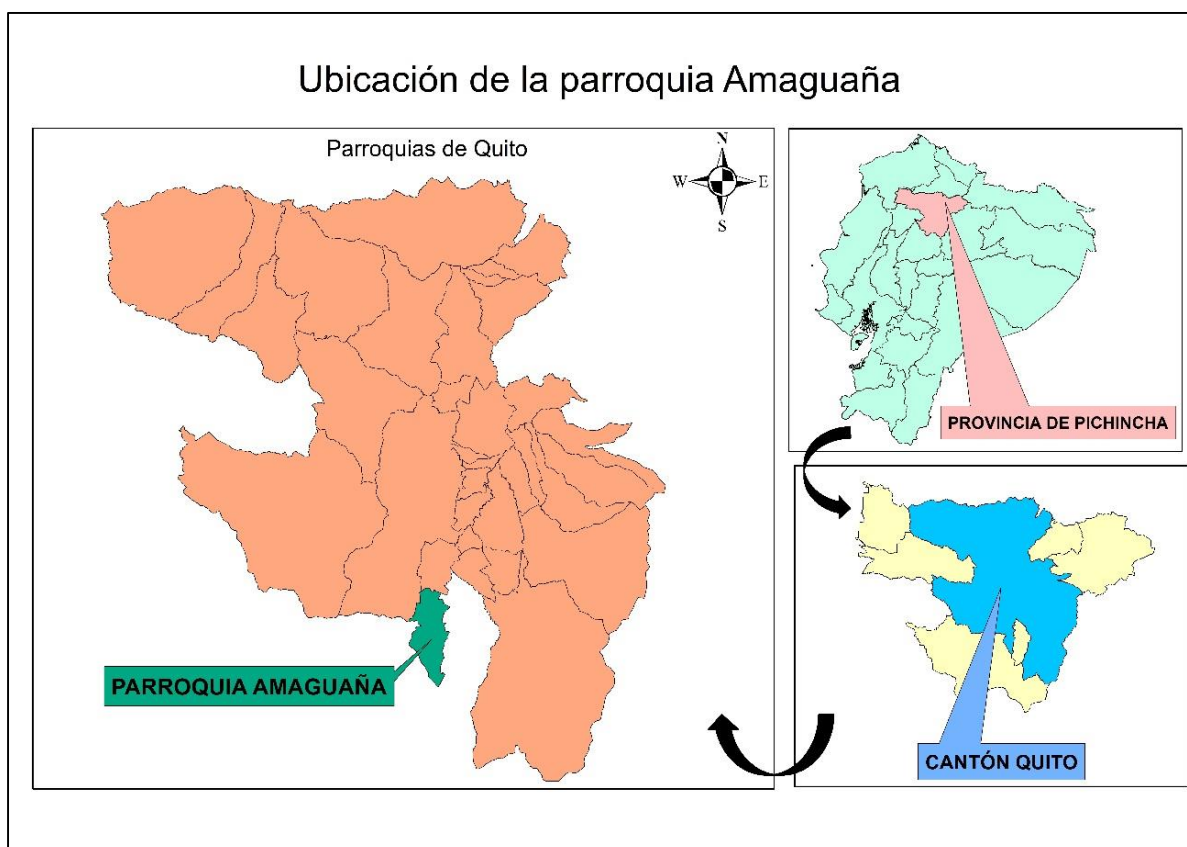 Ubicación de la parroquia Amaguaña
Parroquias de Quito
N
W
E
S
PARROQUIA AMAGUAÑA
PROVINCIA DE PICHINCHA
CANTÓN QUITO